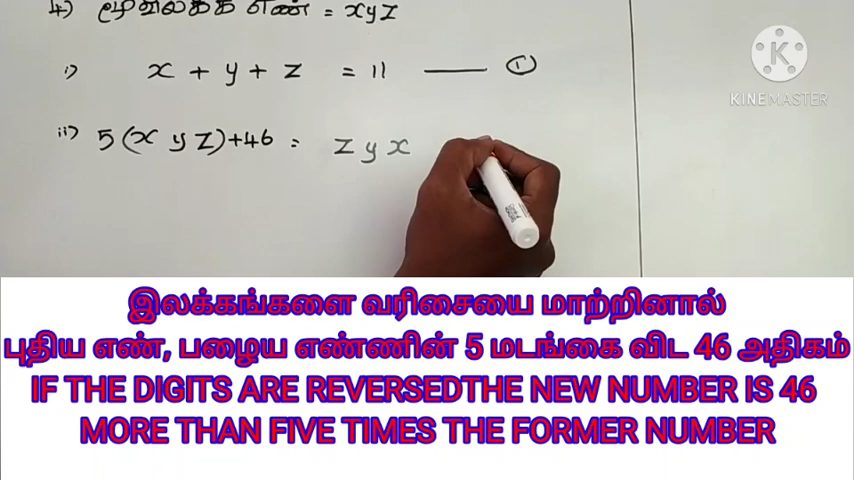 4) மூவிலக்க எண் = xyz
K
KINEMASTER
i) x + y + z = 11 —— ①
ii) 5(x y z)+46 = z y x
இலக்கங்களை வரிசையை மாற்றினால்
புதிய எண், பழைய எண்ணின் 5 மடங்கை விட 46 அதிகம்
IF THE DIGITS ARE REVERSEDTHE NEW NUMBER IS 46
MORE THAN FIVE TIMES THE FORMER NUMBER